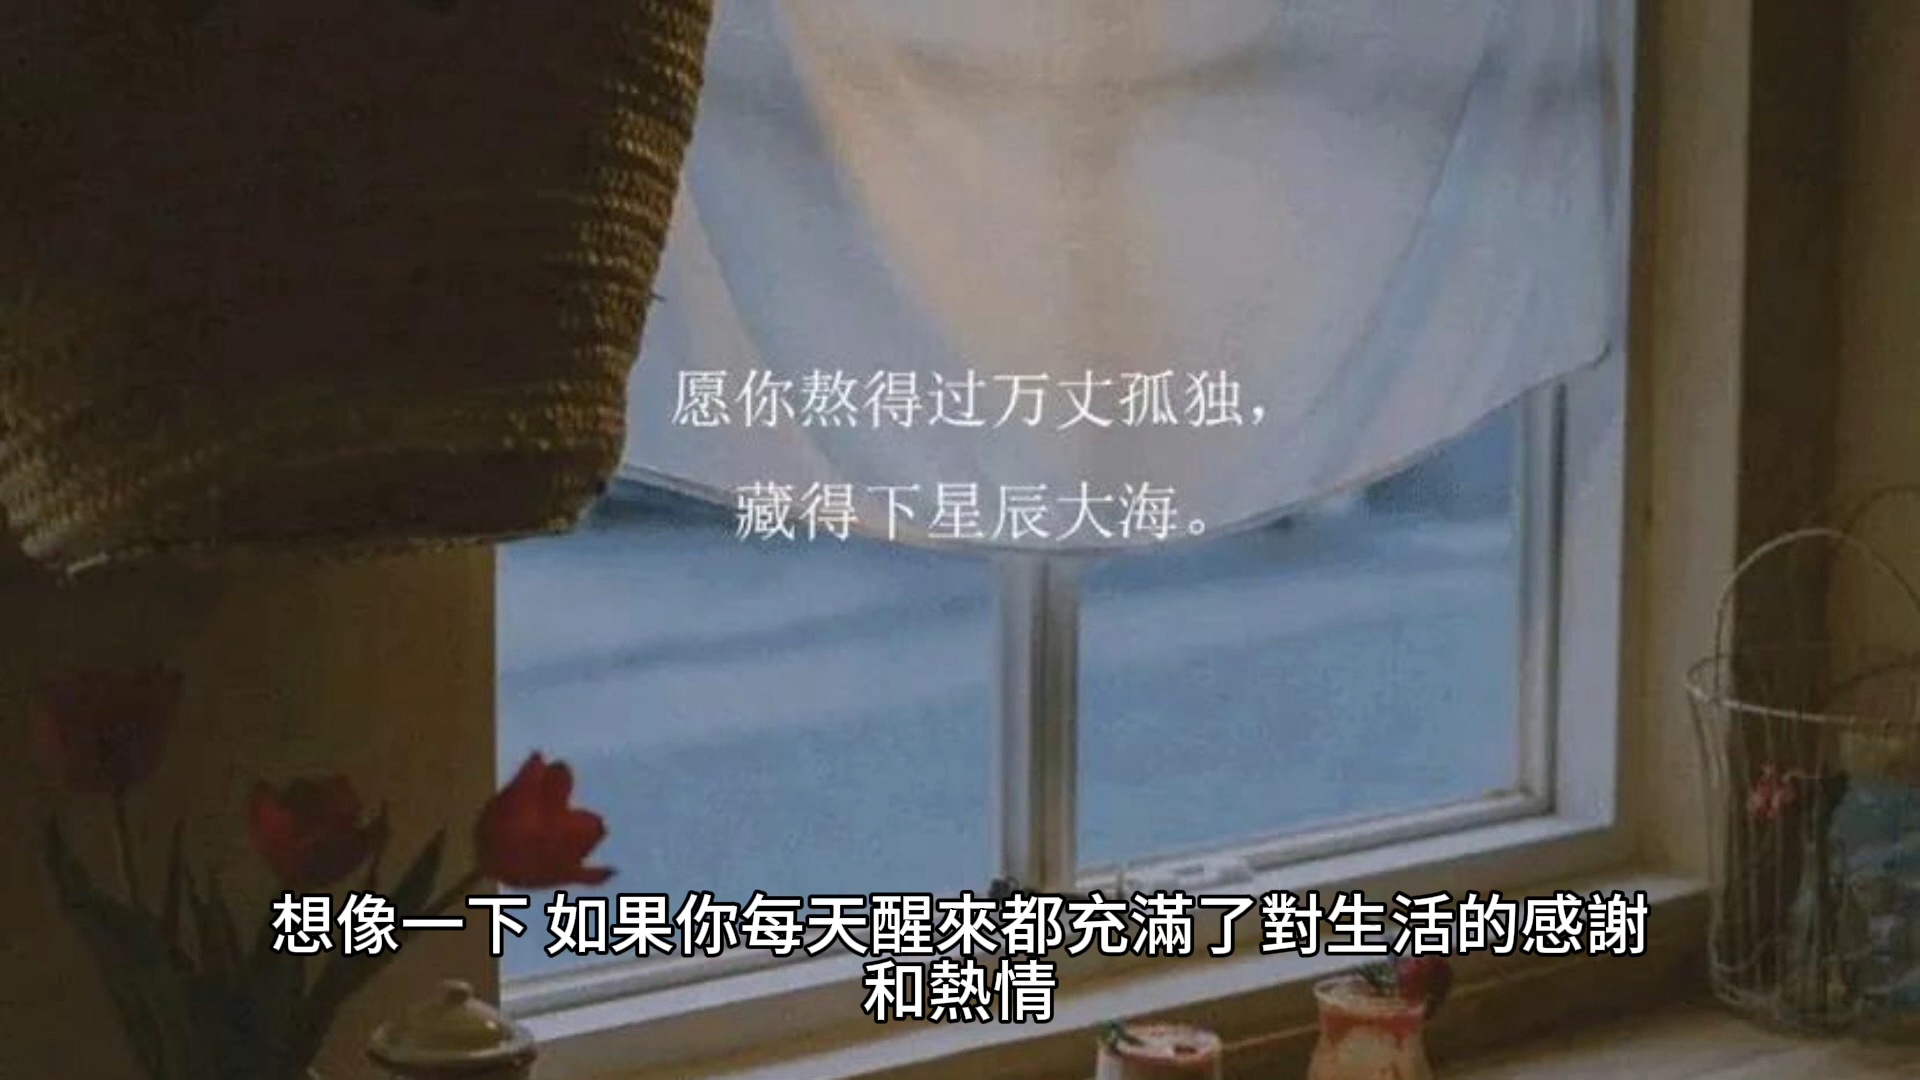 愿你熬得过万丈孤独，
藏得下星辰大海。
想像一下 如果你每天醒來都充滿了對生活的感謝
和熱情